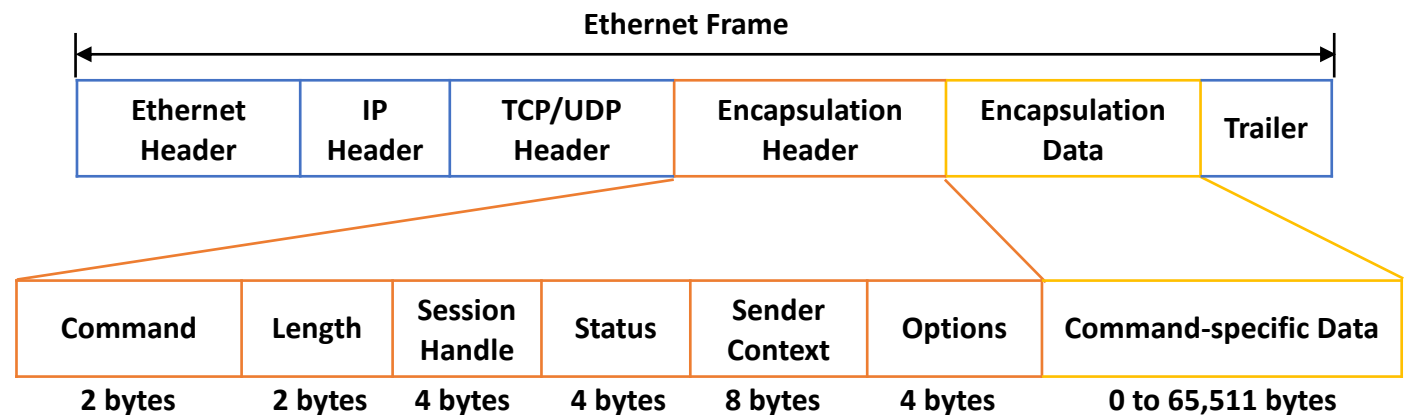 Ethernet Frame
Ethernet Header
IP Header
TCP/UDP Header
Encapsulation Header
Encapsulation Data
Trailer
Command
Length
Session Handle
Status
Sender Context
Options
Command-specific Data
2 bytes
2 bytes
4 bytes
4 bytes
8 bytes
4 bytes
0 to 65,511 bytes